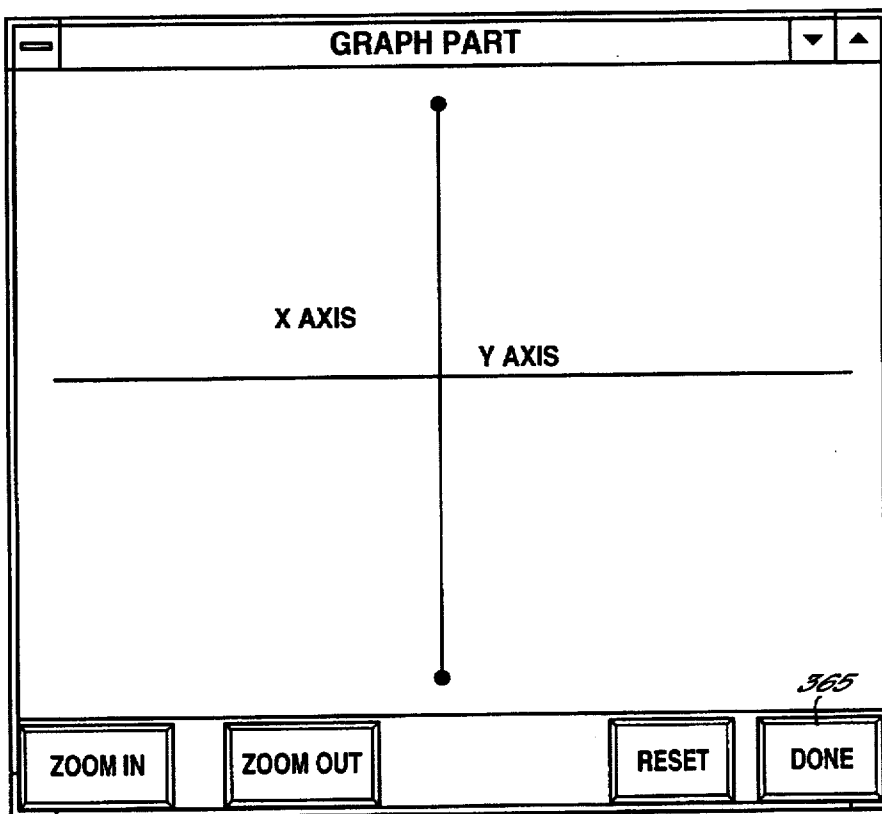 GRAPH PART
X AXIS
Y AXIS
365
ZOOM IN
ZOOM OUT
RESET
DONE